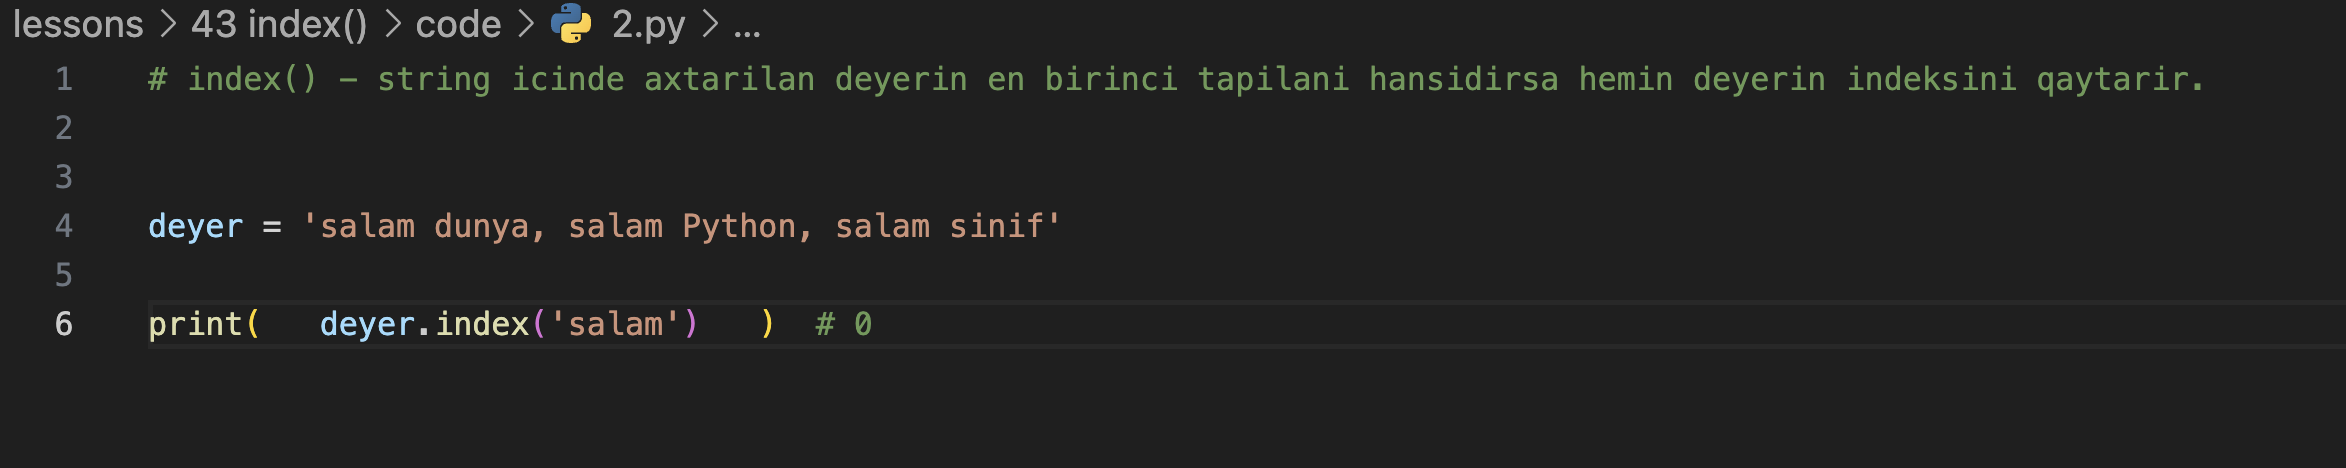 lessons > 43 index() > code > 2.py > ...
1 # index() – string icinde axtarilan deyerin en birinci tapilani hansidirsa hemin deyerin indeksini qaytarir.
2
3
4 deyer = 'salam dunya, salam Python, salam sinif'
5
6 print(   deyer.index('salam')   )  # 0